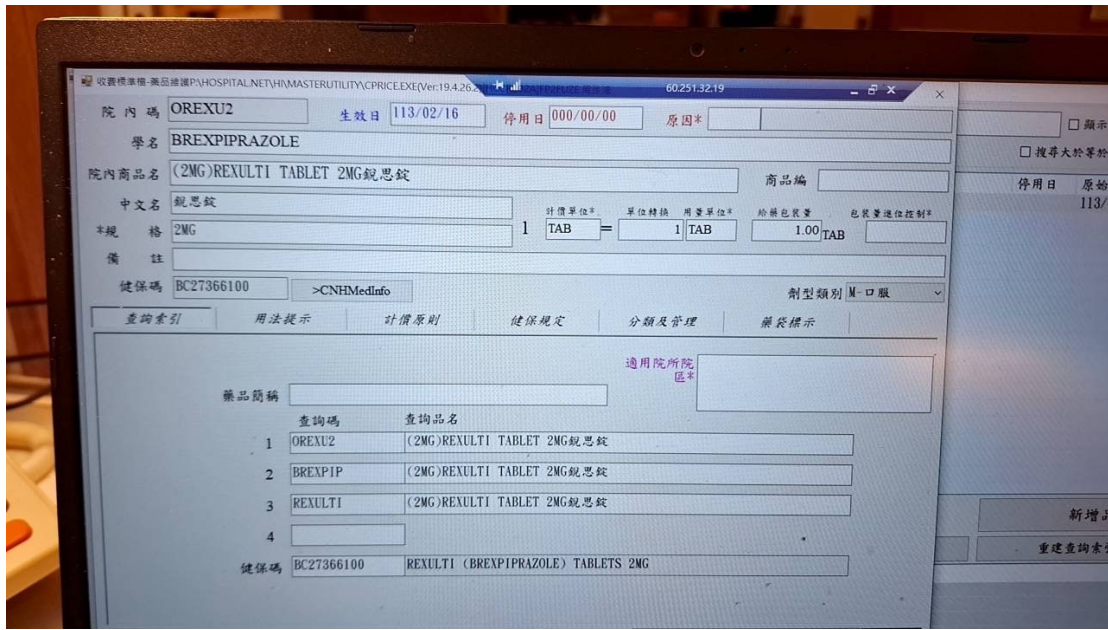 收費標準檔-藥品維護P:\HOSPITAL.NET\HI\MASTERUTILITY\CPRICE.EXE(Ver:19.4.26.2
60.251.32.19
院內碼 OREXU2 生效日 113/02/16 停用日 000/00/00 原因*
學名 BREXPIPRAZOLE
院內商品名 (2MG)REXULTI TABLET 2MG銳思錠 商品編
中文名 銳思錠
計價單位* 單位轉換 用量單位* 給藥包裝量 包裝量進位控制*
*規格 2MG 1 TAB = 1 TAB 1.00 TAB
備註
健保碼 BC27366100 >CNHMedInfo 劑型類別 M-口服
查詢索引 用法提示 計價原則 健保規定 分類及管理 藥袋標示
適用院所院區*
藥品簡稱
查詢碼 查詢品名
1 OREXU2 (2MG)REXULTI TABLET 2MG銳思錠
2 BREXPIP (2MG)REXULTI TABLET 2MG銳思錠
3 REXULTI (2MG)REXULTI TABLET 2MG銳思錠
4
健保碼 BC27366100 REXULTI (BREXPIPRAZOLE) TABLETS 2MG
顯示
搜尋大於等於
停用日 原始
113/
新增品
重建查詢索引